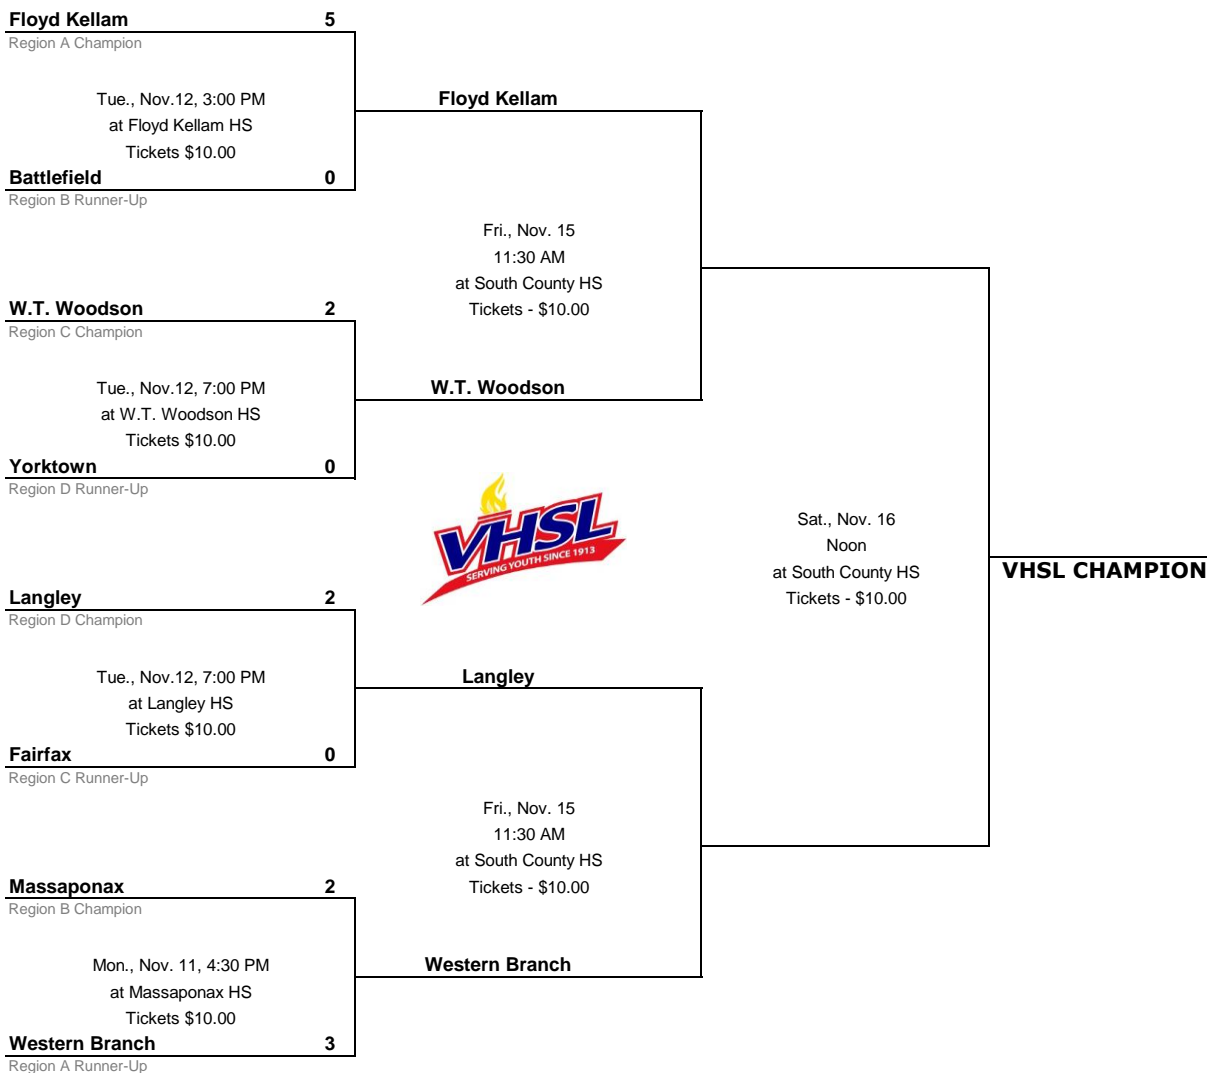 Floyd Kellam 5
Region A Champion
Tue., Nov.12, 3:00 PM
at Floyd Kellam HS
Tickets $10.00
Battlefield 0
Region B Runner-Up
Floyd Kellam
Fri., Nov. 15
11:30 AM
at South County HS
Tickets - $10.00
W.T. Woodson 2
Region C Champion
Tue., Nov.12, 7:00 PM
at W.T. Woodson HS
Tickets $10.00
Yorktown 0
Region D Runner-Up
W.T. Woodson
VHSL
SERVING YOUTH SINCE 1913
Sat., Nov. 16
Noon
at South County HS
Tickets - $10.00
VHSL CHAMPION
Langley 2
Region D Champion
Tue., Nov.12, 7:00 PM
at Langley HS
Tickets $10.00
Fairfax 0
Region C Runner-Up
Langley
Fri., Nov. 15
11:30 AM
at South County HS
Tickets - $10.00
Massaponax 2
Region B Champion
Mon., Nov. 11, 4:30 PM
at Massaponax HS
Tickets $10.00
Western Branch 3
Region A Runner-Up
Western Branch